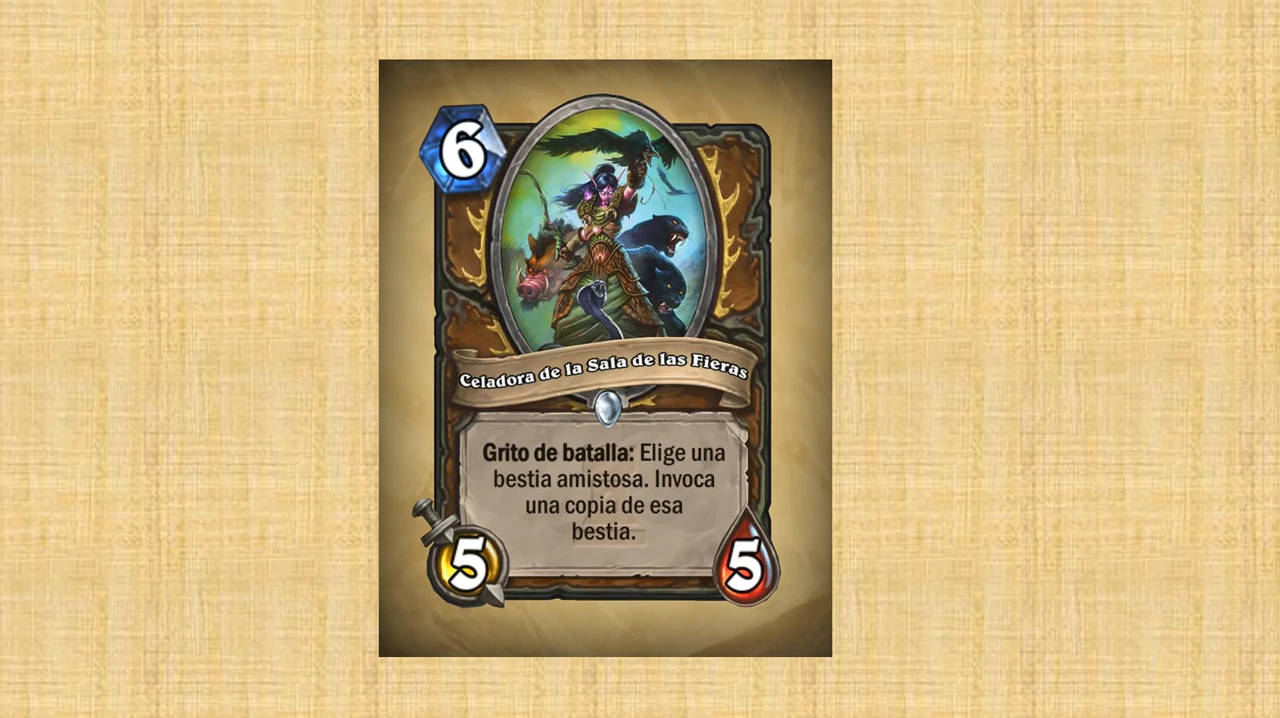 6
Celadora de la Sala de las Fieras
Grito de batalla: Elige una
bestia amistosa. Invoca
una copia de esa
bestia.
5
5